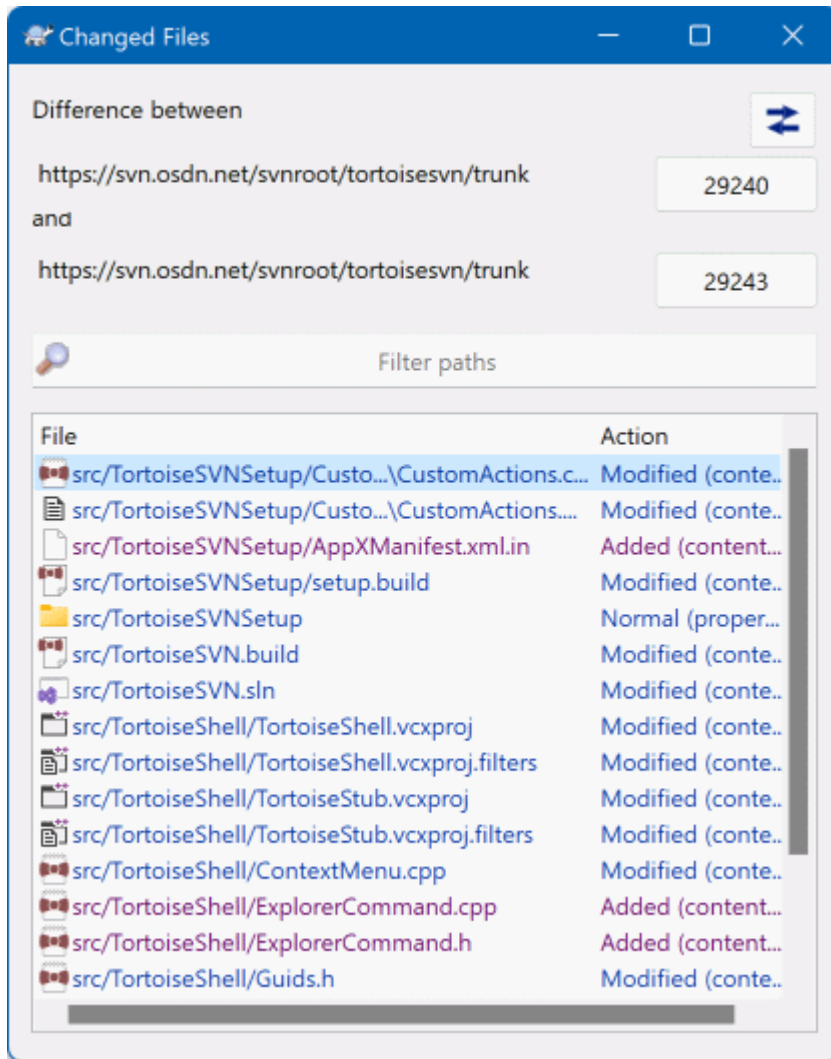 Changed Files
Difference between
https://svn.osdn.net/svnroot/tortoisesvn/trunk 29240
and
https://svn.osdn.net/svnroot/tortoisesvn/trunk 29243
Filter paths
File Action
src/TortoiseSVNSetup/Custo...\CustomActions.c... Modified (conte..
src/TortoiseSVNSetup/Custo...\CustomActions.... Modified (conte..
src/TortoiseSVNSetup/AppXManifest.xml.in Added (content...
src/TortoiseSVNSetup/setup.build Modified (conte..
src/TortoiseSVNSetup Normal (proper...
src/TortoiseSVN.build Modified (conte..
src/TortoiseSVN.sln Modified (conte..
src/TortoiseShell/TortoiseShell.vcxproj Modified (conte..
src/TortoiseShell/TortoiseShell.vcxproj.filters Modified (conte..
src/TortoiseShell/TortoiseStub.vcxproj Modified (conte..
src/TortoiseShell/TortoiseStub.vcxproj.filters Modified (conte..
src/TortoiseShell/ContextMenu.cpp Modified (conte..
src/TortoiseShell/ExplorerCommand.cpp Added (content...
src/TortoiseShell/ExplorerCommand.h Added (content...
src/TortoiseShell/Guids.h Modified (conte..